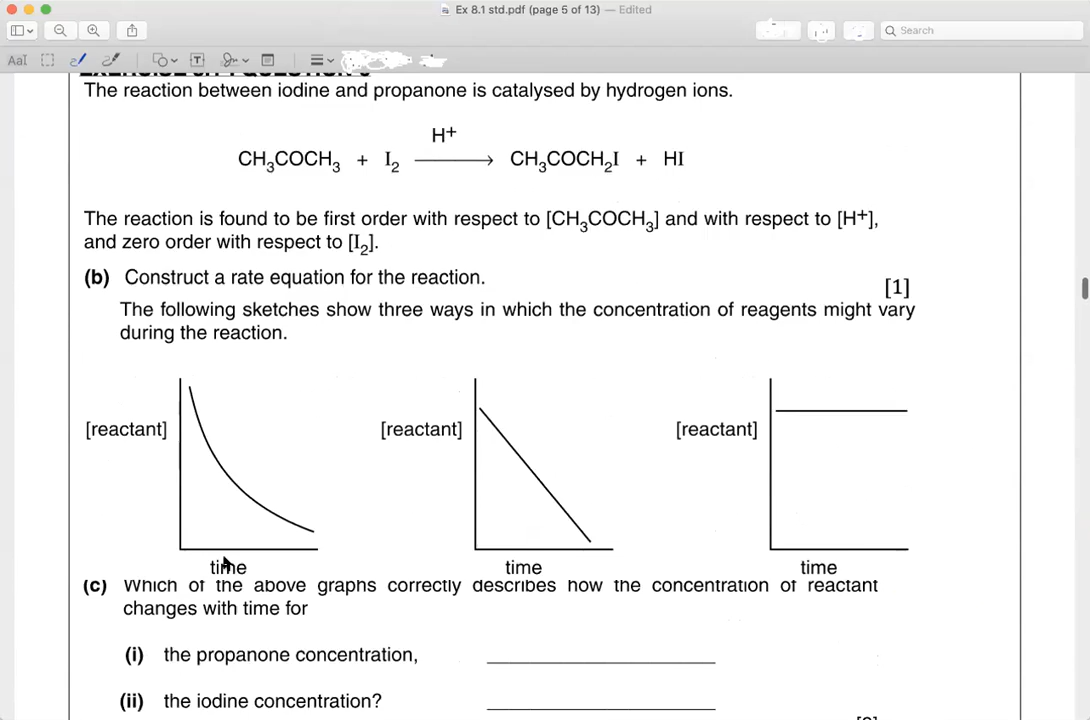 Ex 8.1 std.pdf (page 5 of 13) — Edited
Search
AaI
The reaction between iodine and propanone is catalysed by hydrogen ions.
H⁺
CH₃COCH₃ + I₂ ⟶ CH₃COCH₂I + HI
The reaction is found to be first order with respect to [CH₃COCH₃] and with respect to [H⁺],
and zero order with respect to [I₂].
(b) Construct a rate equation for the reaction.
[1]
The following sketches show three ways in which the concentration of reagents might vary
during the reaction.
[reactant] [reactant] [reactant]
time time time
(c) Which of the above graphs correctly describes how the concentration of reactant
changes with time for
(i) the propanone concentration,
(ii) the iodine concentration?